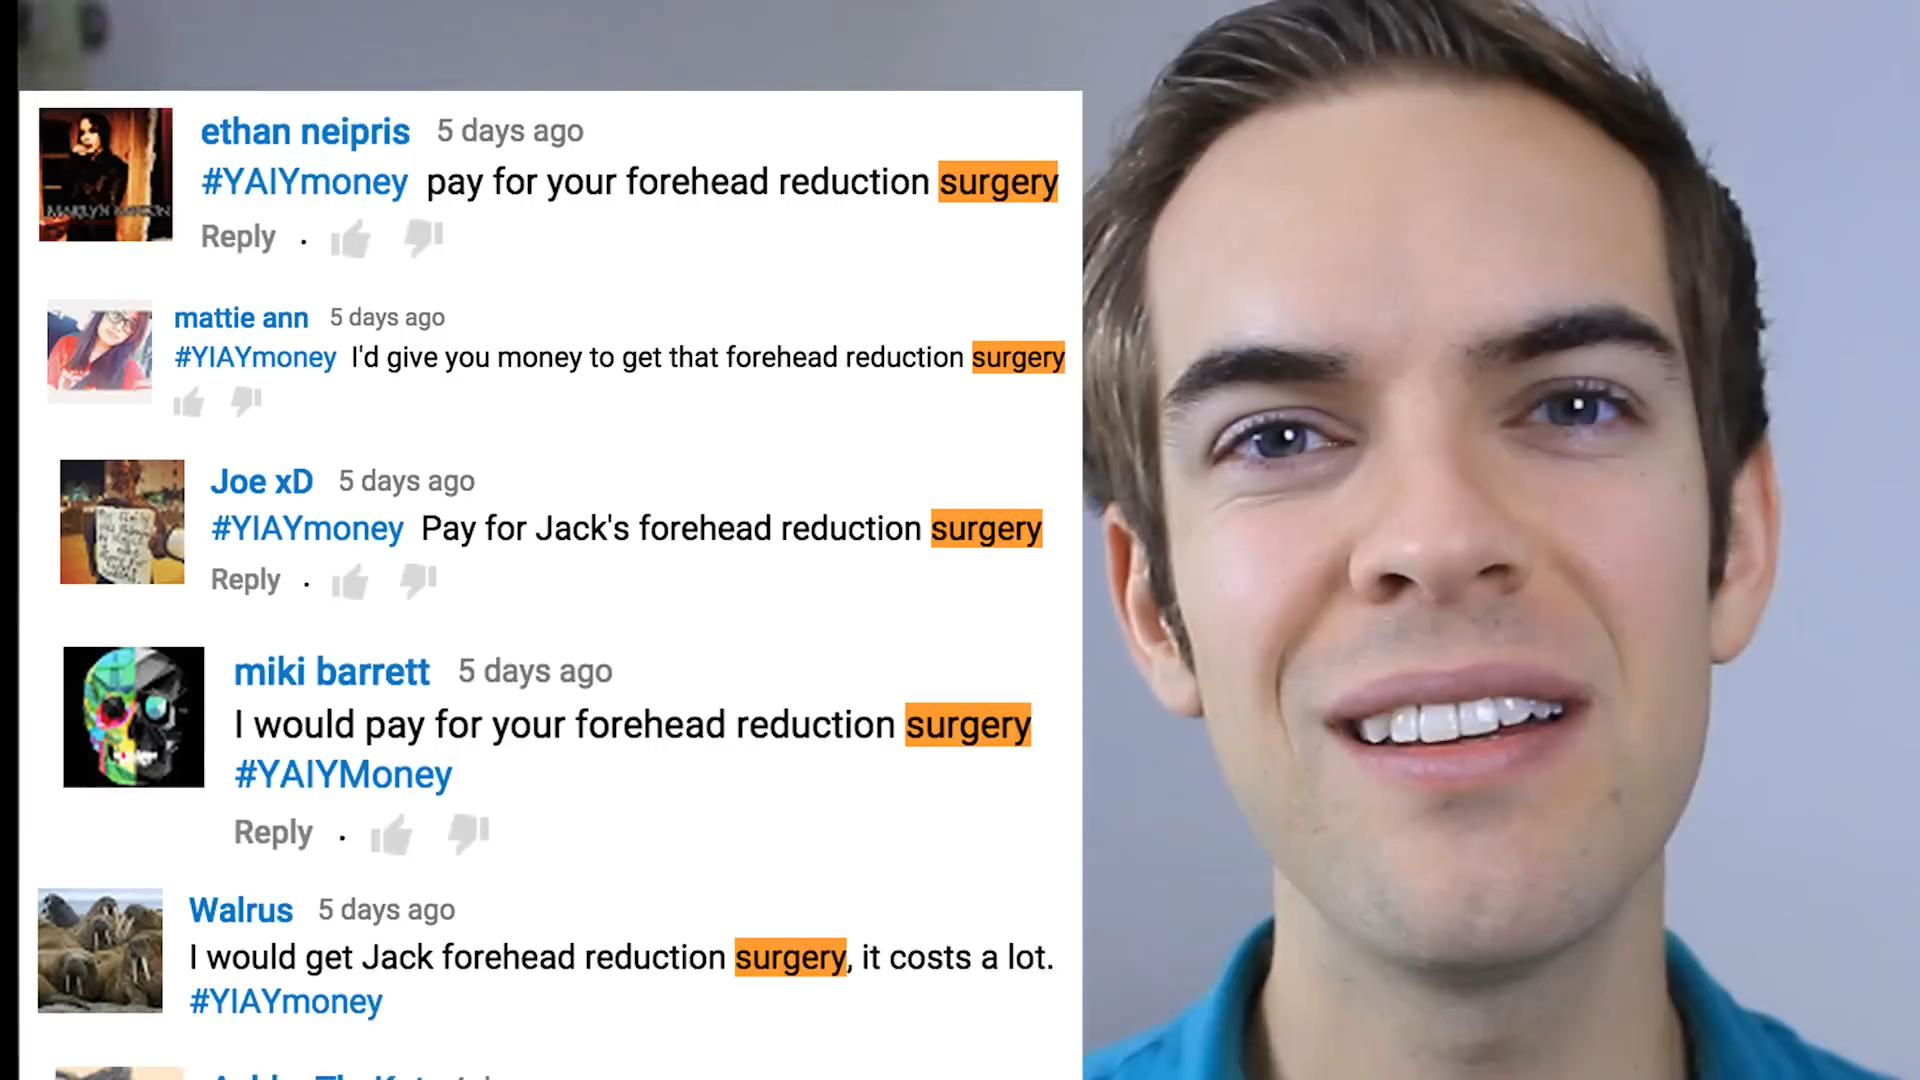 ethan neipris 5 days ago
#YAIYmoney pay for your forehead reduction surgery
Reply .
mattie ann 5 days ago
#YIAYmoney I'd give you money to get that forehead reduction surgery
Joe xD 5 days ago
#YIAYmoney Pay for Jack's forehead reduction surgery
Reply .
miki barrett 5 days ago
I would pay for your forehead reduction surgery
#YAIYMoney
Reply .
Walrus 5 days ago
I would get Jack forehead reduction surgery, it costs a lot.
#YIAYmoney